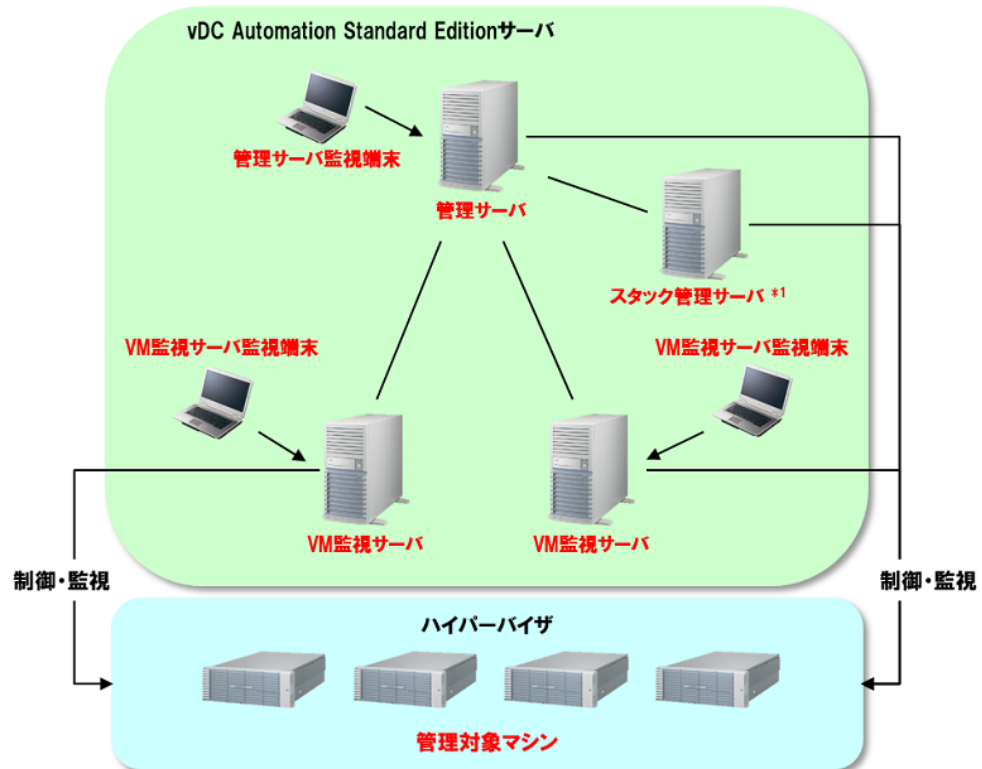 vDC Automation Standard Editionサーバ
管理サーバ監視端末
管理サーバ
スタック管理サーバ *1
VM監視サーバ監視端末
VM監視サーバ監視端末
VM監視サーバ
VM監視サーバ
制御・監視
制御・監視
ハイパーバイザ
管理対象マシン